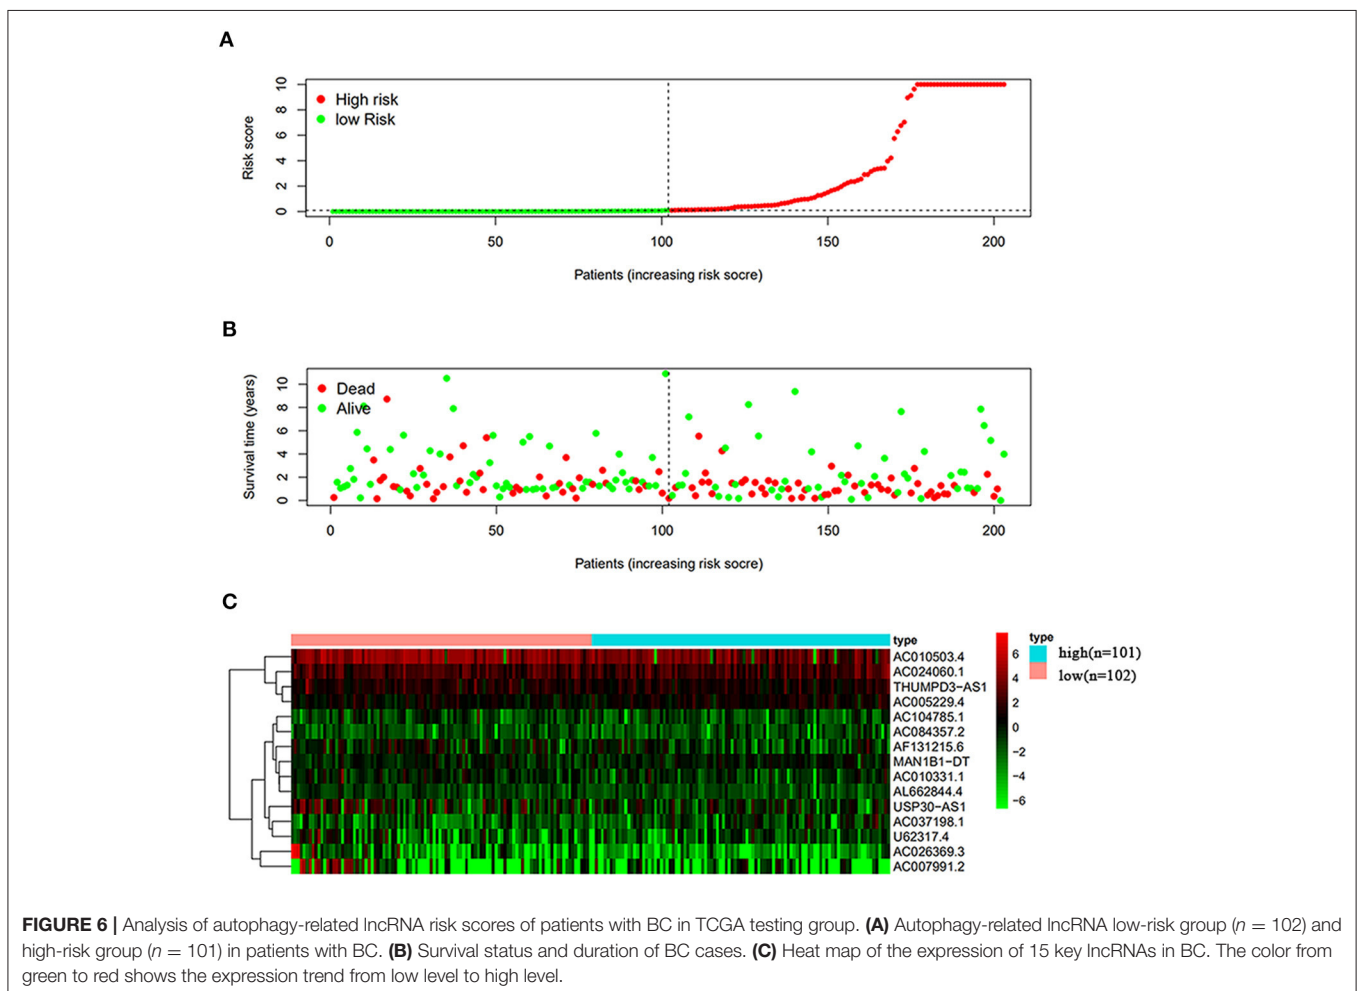 A
Risk score
0 2 4 6 8 10
High risk
low Risk
0 50 100 150 200
Patients (increasing risk socre)
B
Survival time (years)
0 2 4 6 8 10
Dead
Alive
0 50 100 150 200
Patients (increasing risk socre)
C
type
AC010503.4
AC024060.1
THUMPD3-AS1
AC005229.4
AC104785.1
AC084357.2
AF131215.6
MAN1B1-DT
AC010331.1
AL662844.4
USP30-AS1
AC037198.1
U62317.4
AC026369.3
AC007991.2
6
4
2
0
-2
-4
-6
type
high(n=101)
low(n=102)
FIGURE 6 | Analysis of autophagy-related lncRNA risk scores of patients with BC in TCGA testing group. (A) Autophagy-related lncRNA low-risk group (n = 102) and
high-risk group (n = 101) in patients with BC. (B) Survival status and duration of BC cases. (C) Heat map of the expression of 15 key lncRNAs in BC. The color from
green to red shows the expression trend from low level to high level.